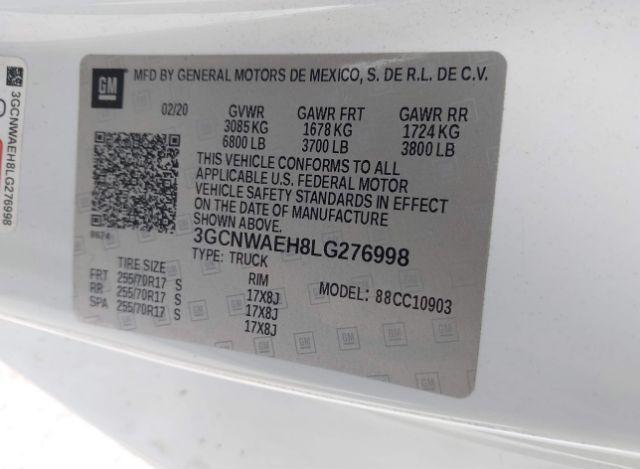 3GCNWAEH8LG276998
GM MFD BY GENERAL MOTORS DE MEXICO, S. DE R.L. DE C.V.
02/20 GVWR GAWR FRT GAWR RR
3085 KG 1678 KG 1724 KG
6800 LB 3700 LB 3800 LB
THIS VEHICLE CONFORMS TO ALL
APPLICABLE U.S. FEDERAL MOTOR
VEHICLE SAFETY STANDARDS IN EFFECT
ON THE DATE OF MANUFACTURE
SHOWN ABOVE.
3GCNWAEH8LG276998
TYPE: TRUCK
TIRE SIZE RIM MODEL: 88CC10903
FRT 255/70R17 S 17X8J
RR 255/70R17 S 17X8J
SPA 255/70R17 S 17X8J